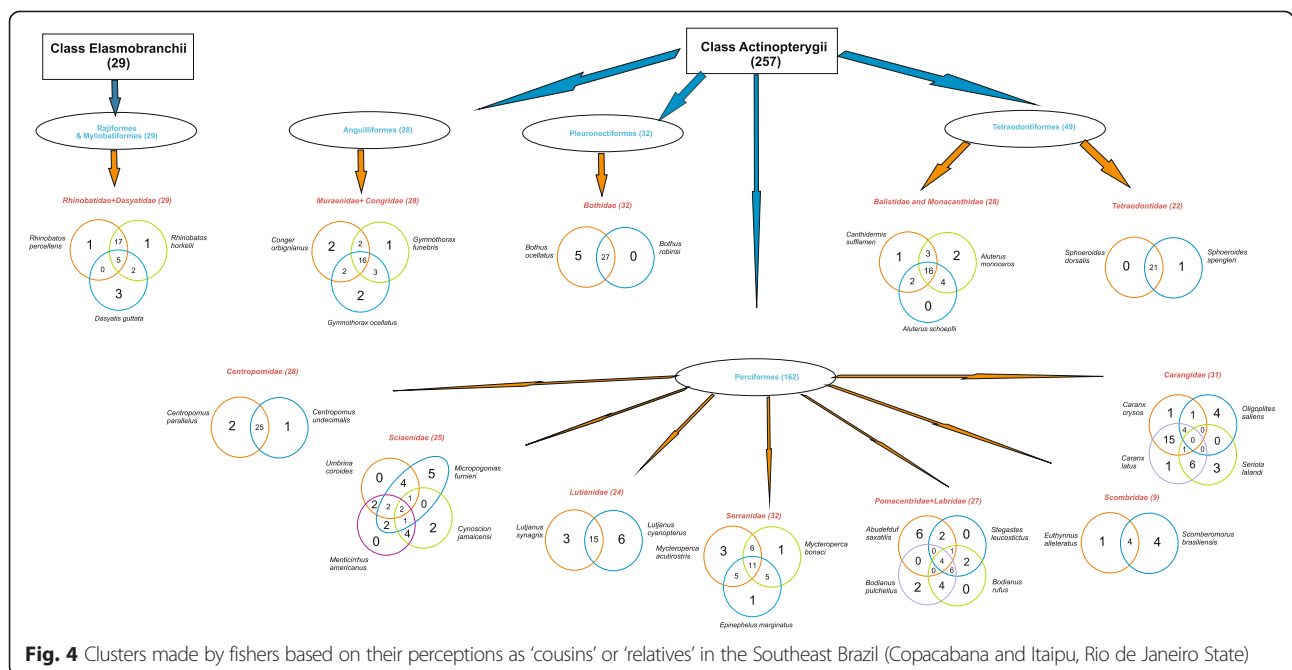 Class Elasmobranchii
(29)
Class Actinopterygii
(257)
Rajiformes
& Myliobatiformes (29)
Anguilliformes (28)
Pleuronectiformes (32)
Tetraodontiformes (49)
Rhinobatidae+Dasyatidae (29)
Rhinobatos
percellens
1
17
1
Rhinobatos
horkelii
5
0
2
3
Dasyatis guttata
Muraenidae+ Congridae (28)
Conger
orbignianus
2
2
1
Gymnothorax
funebris
16
2
3
2
Gymnothorax ocellatus
Bothidae (32)
Bothus
ocellatus
5
27
0
Bothus
robinsi
Balistidae and Monacanthidae (28)
Canthidermis
sufflamen
1
3
2
Aluterus
monoceros
16
2
4
0
Aluterus schoepfii
Tetraodontidae (22)
Sphoeroides
dorsalis
0
21
1
Sphoeroides
spengleri
Perciformes (162)
Centropomidae (28)
Centropomus
parallelus
2
25
1
Centropomus
undecimalis
Sciaenidae (25)
Umbrina
coroides
0
4
5
Micropogonias
furnieri
2
2
1
2
0
2
1
4
2
0
Cynoscion
jamaicensi
Menticirrhus
americanus
Lutianidae (24)
Lutjanus
synagris
3
15
6
Lutjanus
cyanopterus
Serranidae (32)
Mycteroperca
acutirostris
3
6
1
Mycteroperca
bonaci
11
5
5
1
Epinephelus marginatus
Pomacentridae+Labridae (27)
Abudefduf
saxatilis
6
2
0
Stegastes
leucostictus
0
1
0
4
2
0
6
2
4
0
Bodianus
pulchellus
Bodianus
rufus
Scombridae (9)
Euthynnus
alleteratus
1
4
4
Scomberomorus
brasiliensis
Carangidae (31)
Caranx
crysos
1
1
4
Oligoplites
saliens
4
0
15
0
0
1
0
1
6
3
Caranx
latus
Seriola
lalandi
Fig. 4 Clusters made by fishers based on their perceptions as ‘cousins’ or ‘relatives’ in the Southeast Brazil (Copacabana and Itaipu, Rio de Janeiro State)